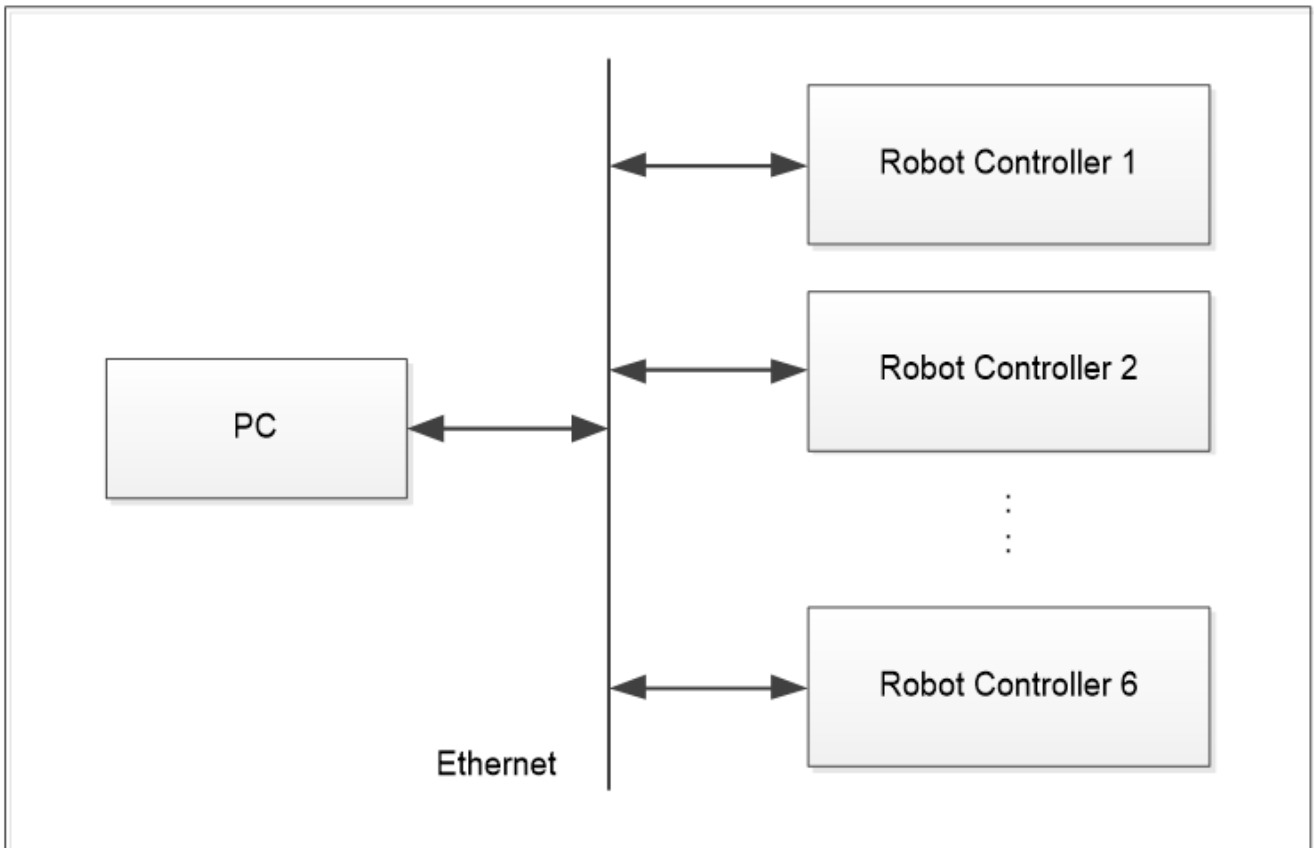 Robot Controller 1
Robot Controller 2
PC
:
:
Robot Controller 6
Ethernet